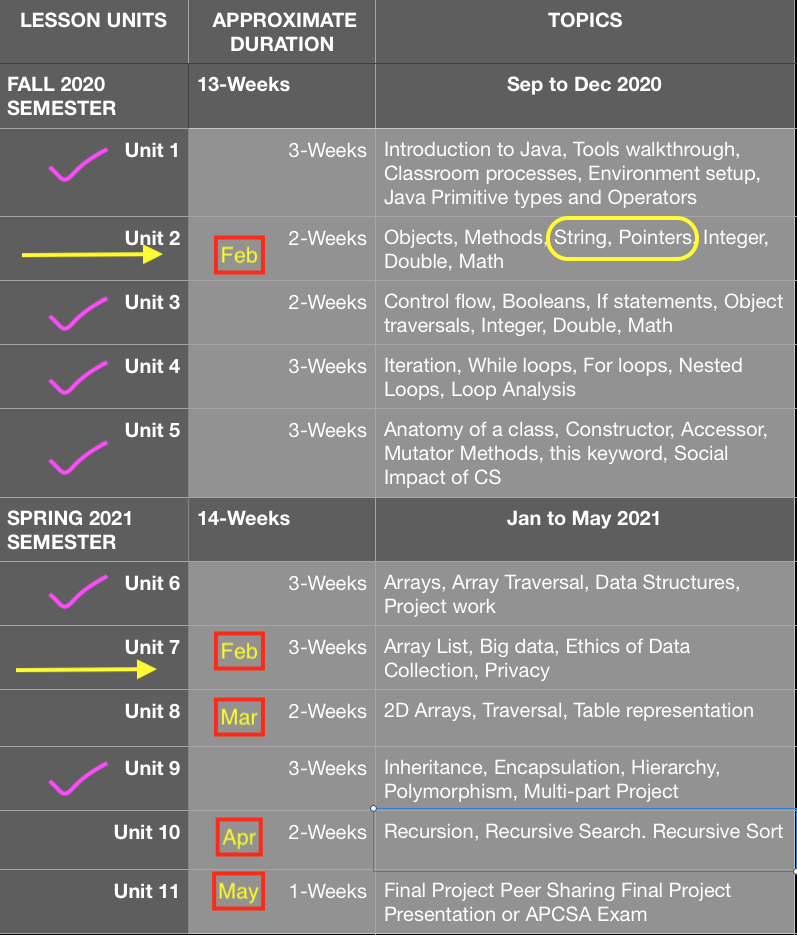 LESSON UNITS
APPROXIMATE
DURATION
TOPICS
FALL 2020
SEMESTER
13-Weeks
Sep to Dec 2020
Unit 1
3-Weeks
Introduction to Java, Tools walkthrough,
Classroom processes, Environment setup,
Java Primitive types and Operators
Unit 2
Feb
2-Weeks
Objects, Methods, String, Pointers, Integer,
Double, Math
Unit 3
2-Weeks
Control flow, Booleans, If statements, Object
traversals, Integer, Double, Math
Unit 4
3-Weeks
Iteration, While loops, For loops, Nested
Loops, Loop Analysis
Unit 5
3-Weeks
Anatomy of a class, Constructor, Accessor,
Mutator Methods, this keyword, Social
Impact of CS
SPRING 2021
SEMESTER
14-Weeks
Jan to May 2021
Unit 6
3-Weeks
Arrays, Array Traversal, Data Structures,
Project work
Unit 7
Feb
3-Weeks
Array List, Big data, Ethics of Data
Collection, Privacy
Unit 8
Mar
2-Weeks
2D Arrays, Traversal, Table representation
Unit 9
3-Weeks
Inheritance, Encapsulation, Hierarchy,
Polymorphism, Multi-part Project
Unit 10
Apr
2-Weeks
Recursion, Recursive Search. Recursive Sort
Unit 11
May
1-Weeks
Final Project Peer Sharing Final Project
Presentation or APCSA Exam